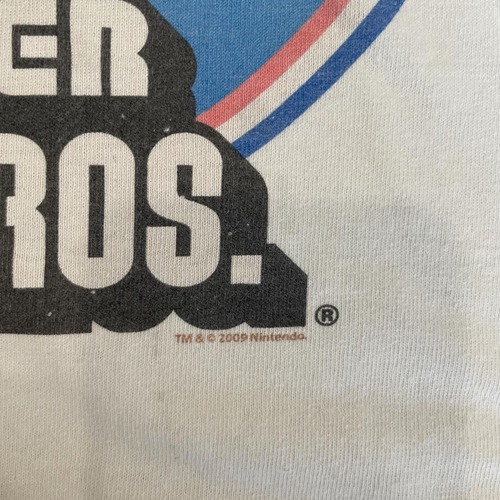 ER
ROS.
®
TM & © 2009 Nintendo.